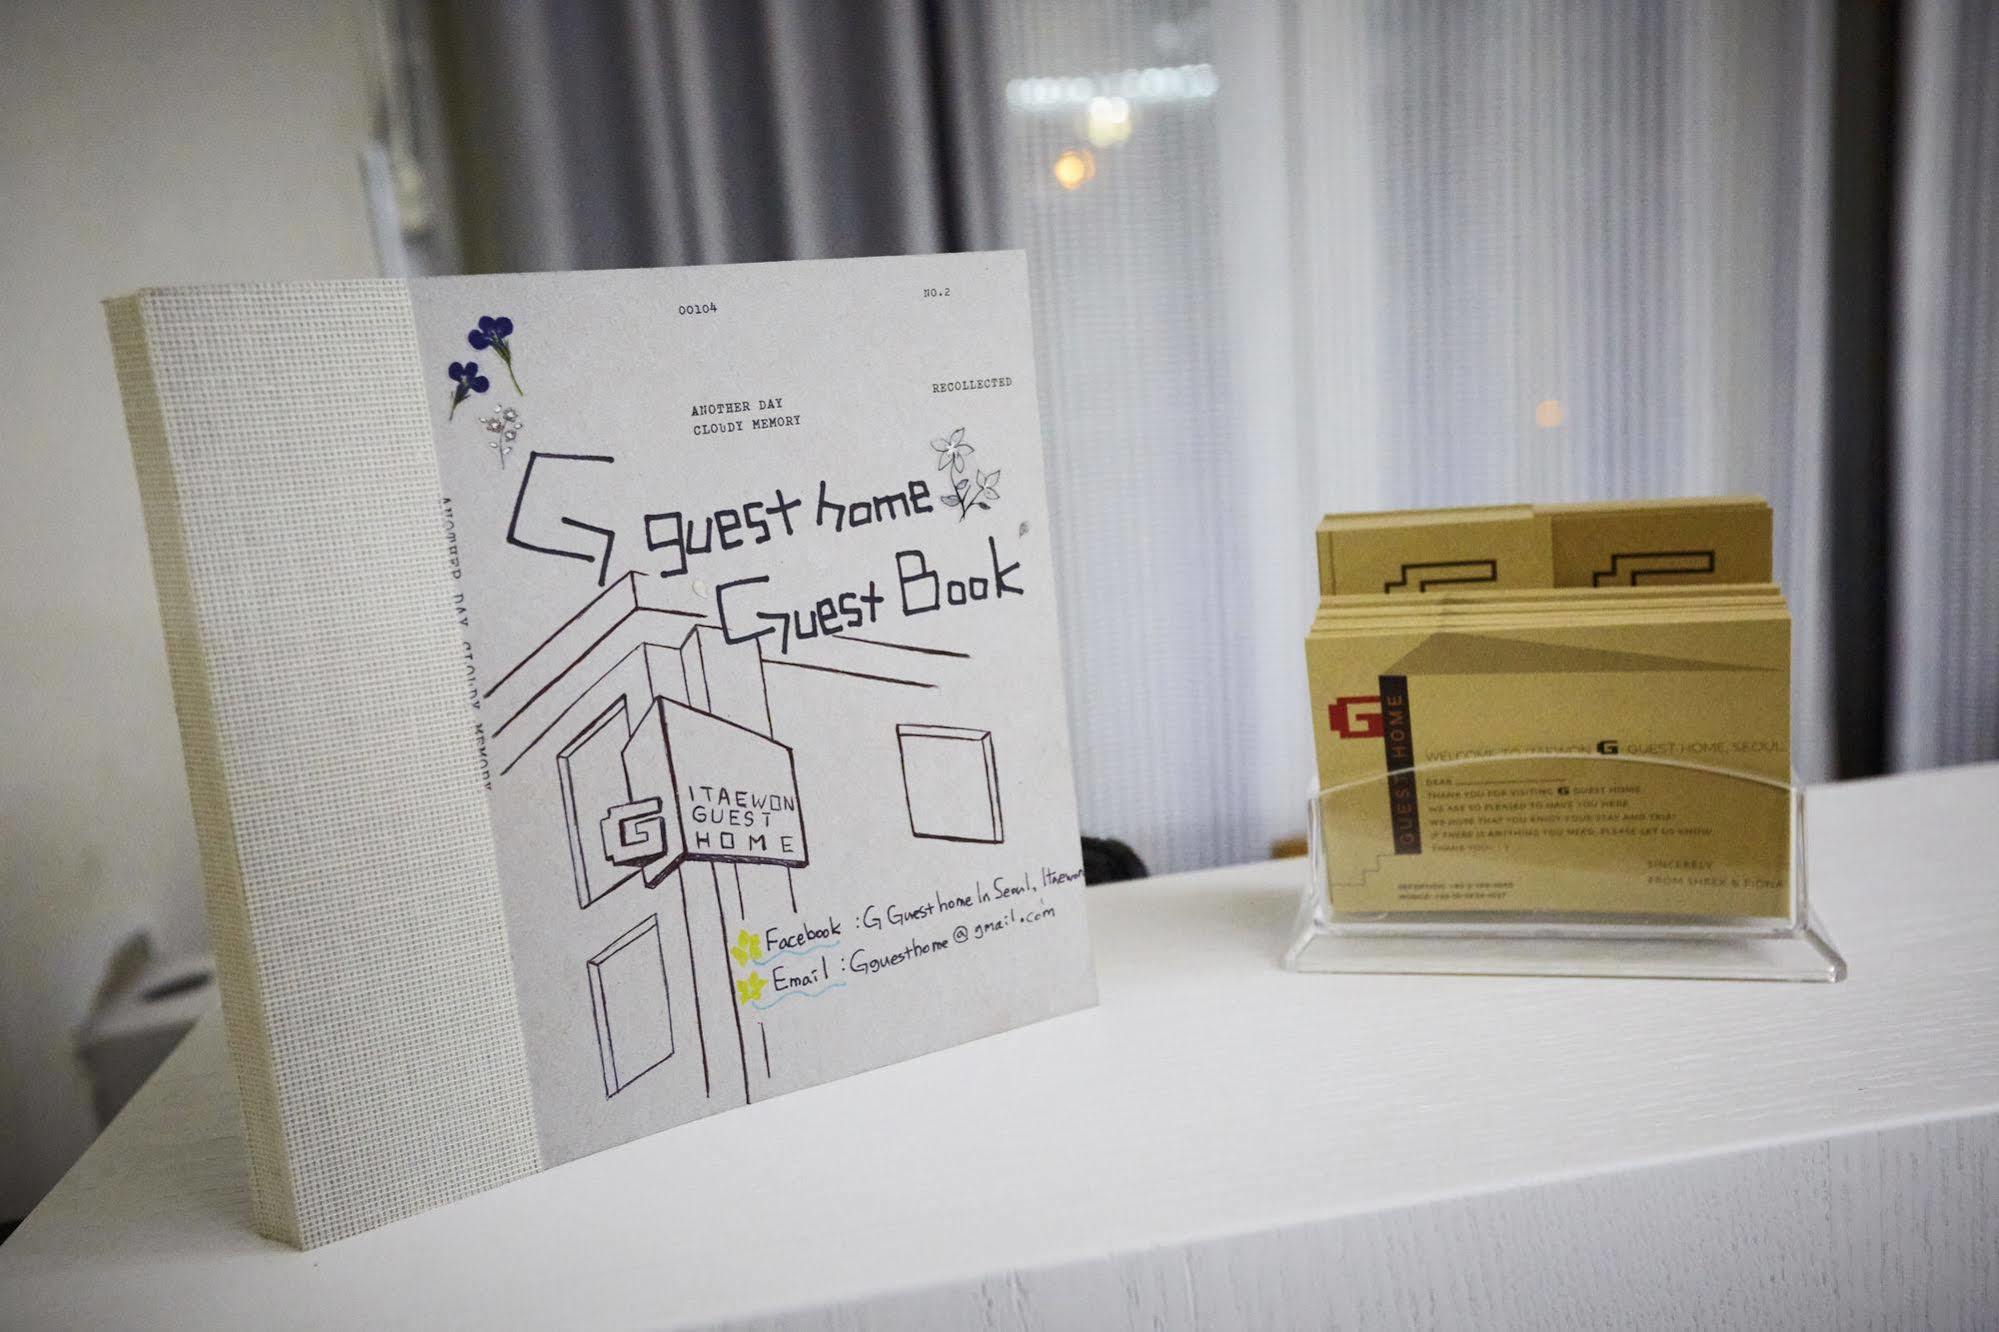 00104
NO.2
RECOLLECTED
ANOTHER DAY
CLOUDY MEMORY
G guest home
Guest Book
ITAEWON
GUEST
HOME
G
Facebook : G Guest home In Seoul, Itaewon
Email : Gguesthome@gmail.com
ANOTHER DAY CLOUDY MEMORY
G
GUEST HOME
WELCOME TO ITAEWON G GUEST HOME, SEOUL
DEAR
THANK YOU FOR VISITING G GUEST HOME
WE ARE SO PLEASED TO HAVE YOU HERE
WE HOPE THAT YOU ENJOY YOUR STAY AND TRIP
IF THERE IS ANYTHING YOU NEED, PLEASE LET US KNOW
THANK YOU
SINCERELY
FROM SHREK & FIONA